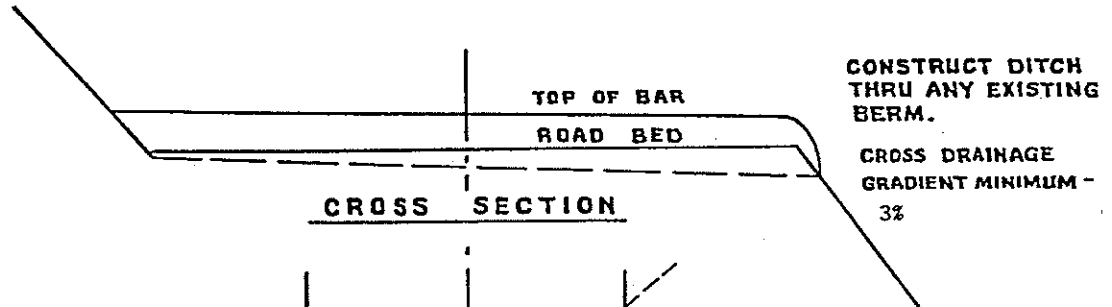 TOP OF BAR
ROAD BED
CONSTRUCT DITCH
THRU ANY EXISTING
BERM.
CROSS DRAINAGE
GRADIENT MINIMUM -
3%
CROSS SECTION